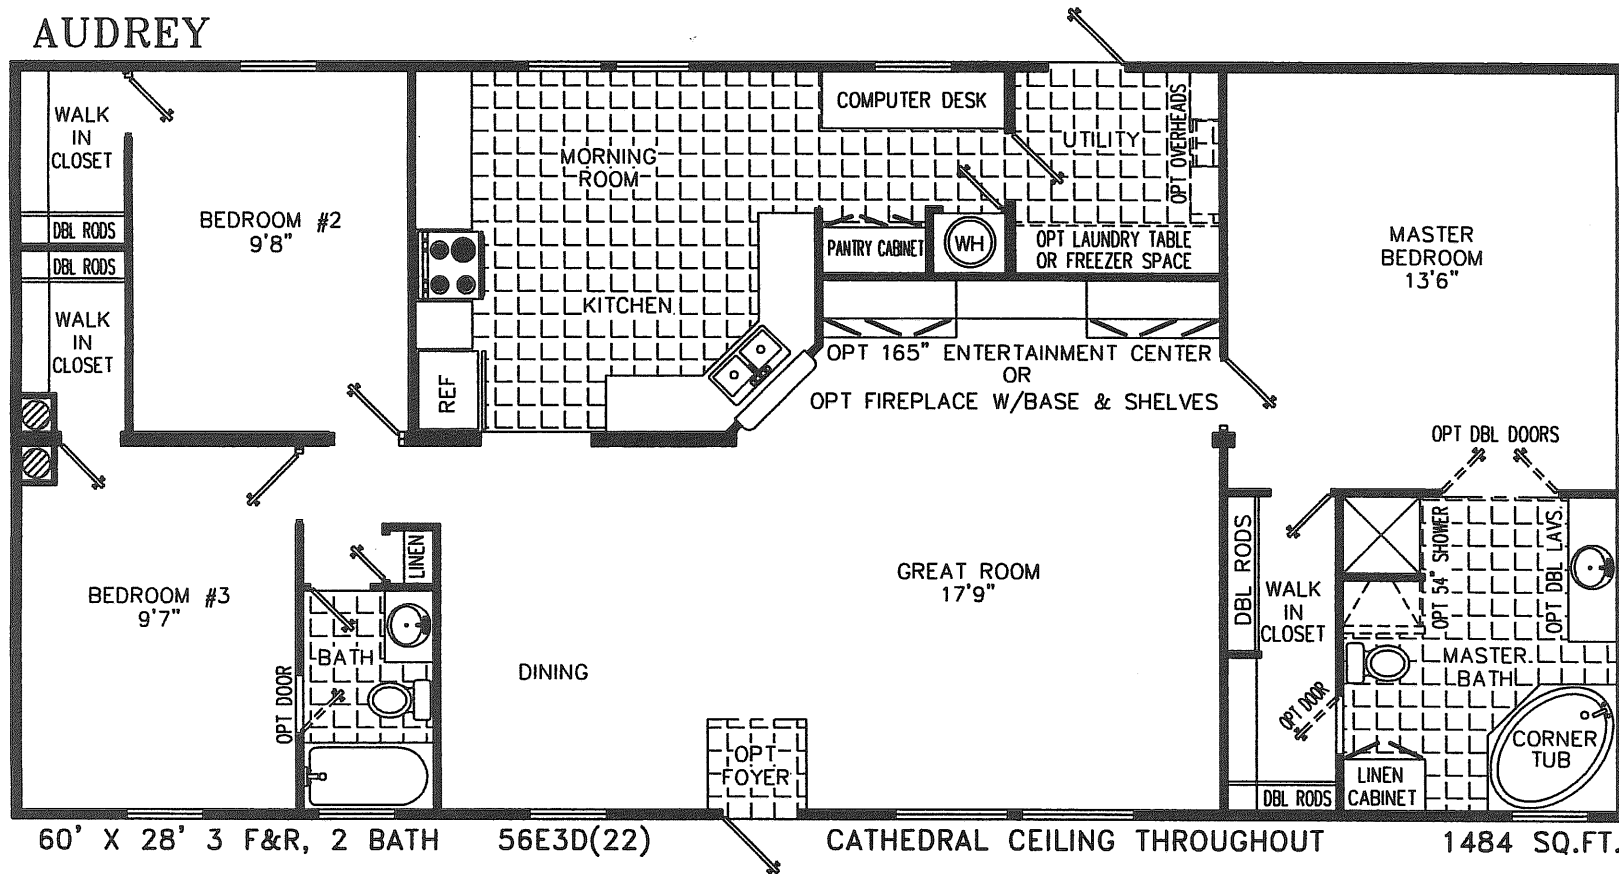 AUDREY
WALK
IN
CLOSET
DBL RODS
DBL RODS
WALK
IN
CLOSET
BEDROOM #2
9'8"
MORNING
ROOM
KITCHEN
REF
COMPUTER DESK
UTILITY
OPT OVERHEADS
PANTRY CABINET
WH
OPT LAUNDRY TABLE
OR FREEZER SPACE
OPT 165" ENTERTAINMENT CENTER
OR
OPT FIREPLACE W/BASE & SHELVES
MASTER
BEDROOM
13'6"
OPT DBL DOORS
BEDROOM #3
9'7"
LINEN
BATH
OPT DOOR
DINING
GREAT ROOM
17'9"
OPT
FOYER
DBL RODS
WALK
IN
CLOSET
OPT 54" SHOWER
OPT DBL LAVS.
MASTER
BATH
OPT DOOR
CORNER
TUB
LINEN
CABINET
DBL RODS
60' X 28' 3 F&R, 2 BATH 56E3D(22) CATHEDRAL CEILING THROUGHOUT 1484 SQ.FT.